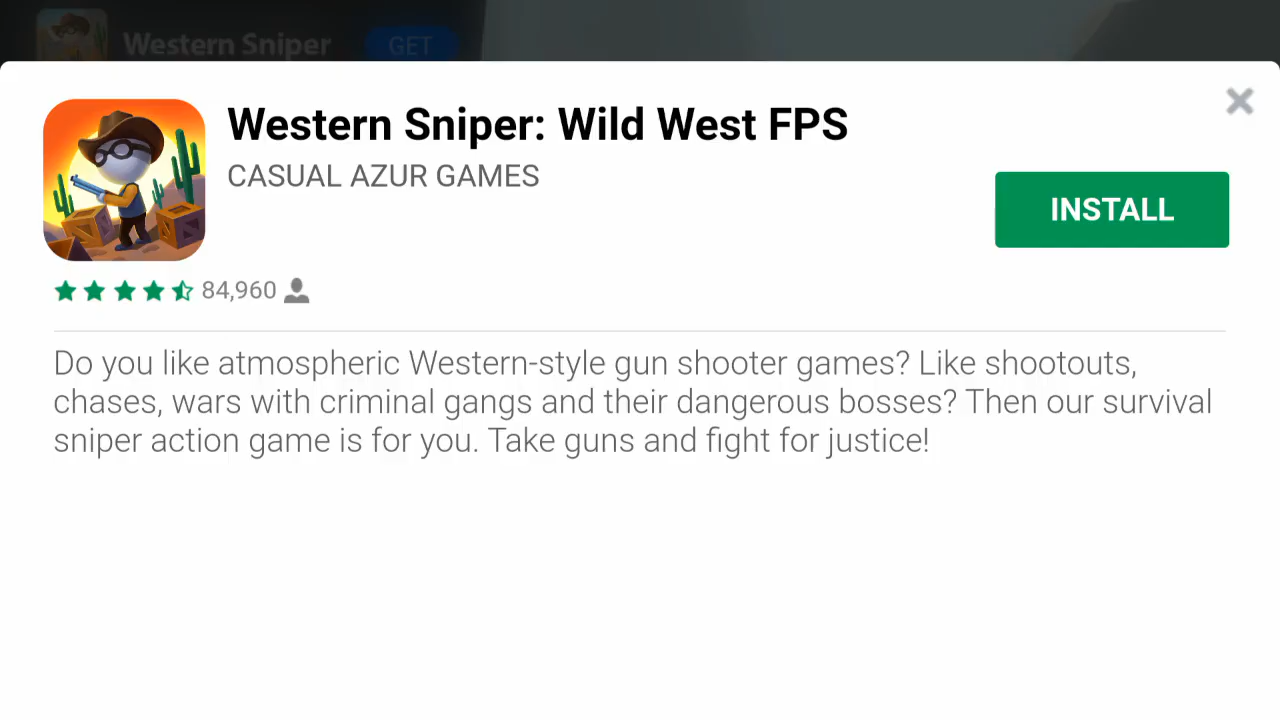 Western Sniper
GET
Western Sniper: Wild West FPS
CASUAL AZUR GAMES
INSTALL
84,960
Do you like atmospheric Western-style gun shooter games? Like shootouts,
chases, wars with criminal gangs and their dangerous bosses? Then our survival
sniper action game is for you. Take guns and fight for justice!